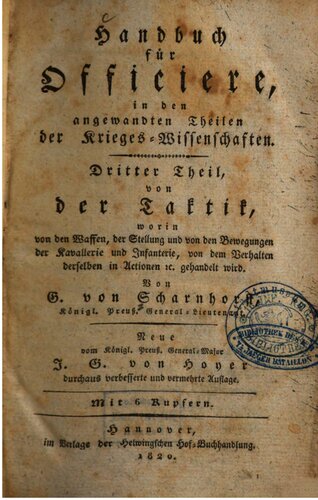 Handbuch
für
Officiere,
in den
angewandten Theilen
der Krieges-Wissenschaften.
Dritter Theil,
von
der Taktik,
worin
von den Waffen, der Stellung und von den Bewegungen
der Kavallerie und Infanterie, von dem Verhalten
derselben in Actionen ꝛc. gehandelt wird.
Von
G. von Scharnhorst
Königl. Preuß. General-Lieutenant
Neue
vom Königl. Preuß. General-Major
J. G. von Hoyer
durchaus verbesserte und vermehrte Auflage.
Mit 6 Kupfern.
Hannover,
im Verlage der Helwingschen Hof-Buchhandlung.
1820.